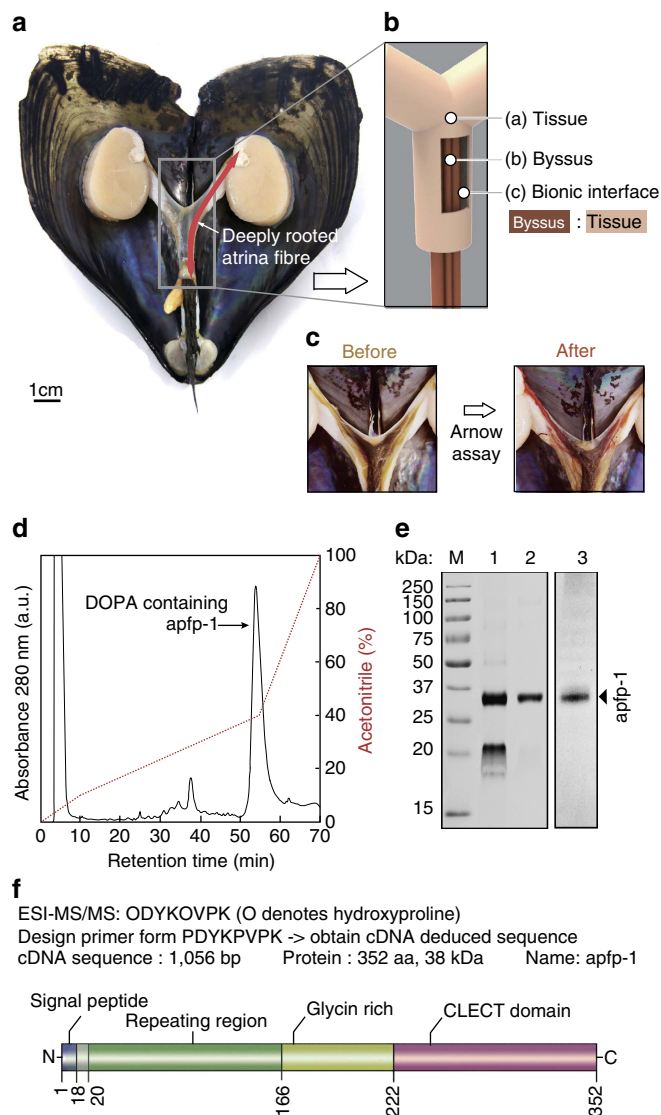 a
Deeply rooted
atrina fibre
1cm
b
(a) Tissue
(b) Byssus
(c) Bionic interface
Byssus : Tissue
c
Before
After
Arnow
assay
d
DOPA containing
apfp-1
Absorbance 280 nm (a.u.)
Acetonitrile (%)
100
80
60
40
20
0
0 10 20 30 40 50 60 70
Retention time (min)
e
kDa: M 1 2 3
250
150
100
75
50
37
25
20
15
apfp-1
f
ESI-MS/MS: ODYKOVPK (O denotes hydroxyproline)
Design primer form PDYKPVPK -> obtain cDNA deduced sequence
cDNA sequence : 1,056 bp Protein : 352 aa, 38 kDa Name: apfp-1
Signal peptide
Repeating region
Glycin rich
CLECT domain
N
C
1 18 20 166 222 352